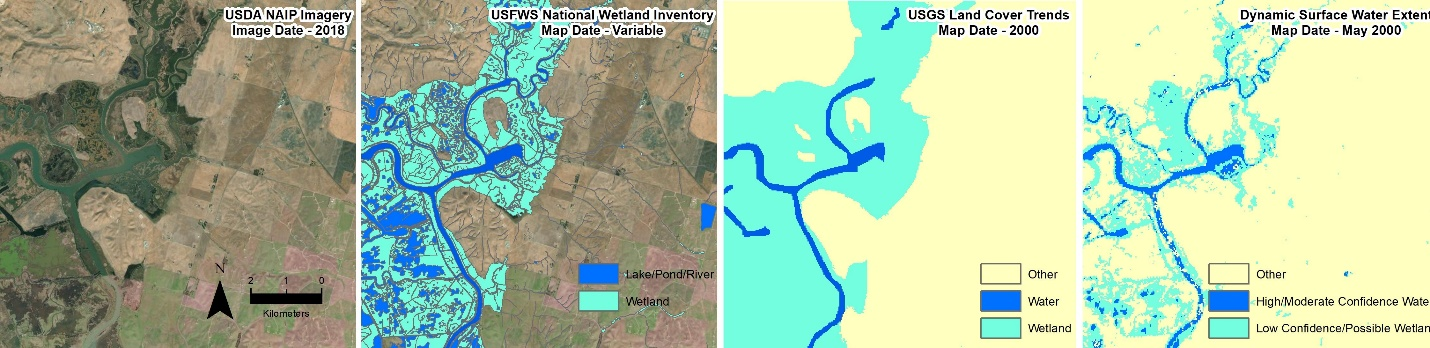 USDA NAIP Imagery
Image Date - 2018
N
2 1 0
Kilometers
USFWS National Wetland Inventory
Map Date - Variable
Lake/Pond/River
Wetland
USGS Land Cover Trends
Map Date - 2000
Other
Water
Wetland
Dynamic Surface Water Extent
Map Date - May 2000
Other
High/Moderate Confidence Wate
Low Confidence/Possible Wetlan